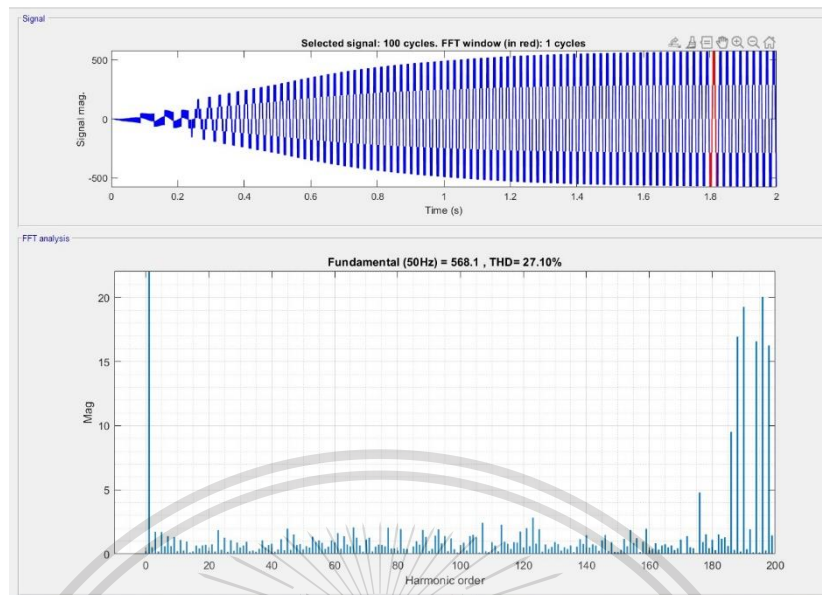 Signal
Selected signal: 100 cycles. FFT window (in red): 1 cycles
500
0
-500
Signal mag.
0 0.2 0.4 0.6 0.8 1 1.2 1.4 1.6 1.8 2
Time (s)
FFT analysis
Fundamental (50Hz) = 568.1 , THD= 27.10%
20
15
10
5
0
Mag
0 20 40 60 80 100 120 140 160 180 200
Harmonic order